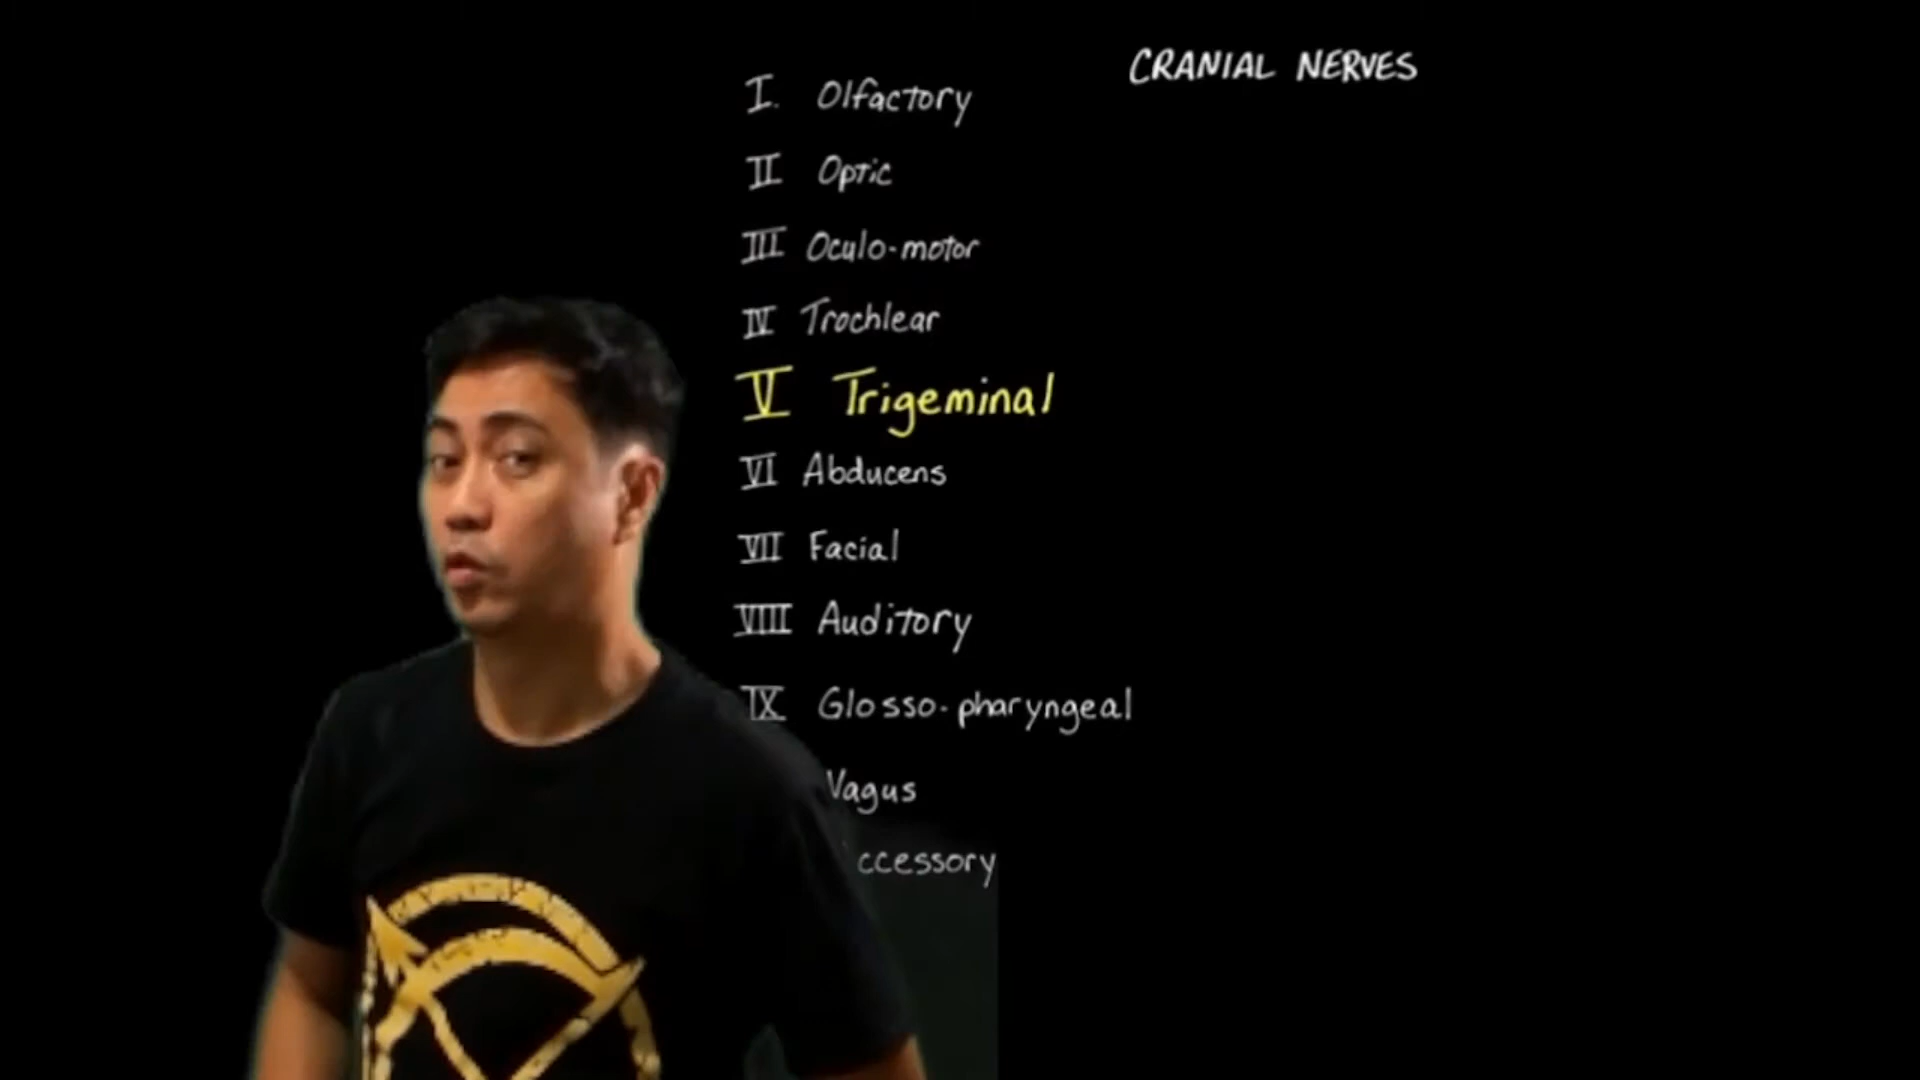 CRANIAL NERVES
I. Olfactory
II Optic
III Oculo-motor
IV Trochlear
V Trigeminal
VI Abducens
VII Facial
VIII Auditory
IX Glosso-pharyngeal
Vagus
ccessory